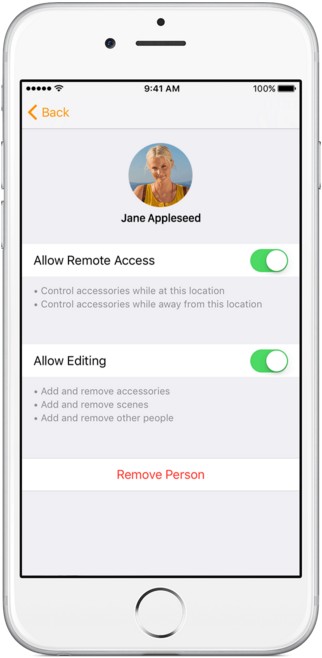 9:41 AM
100%
Back
Jane Appleseed
Allow Remote Access
• Control accessories while at this location
• Control accessories while away from this location
Allow Editing
• Add and remove accessories
• Add and remove scenes
• Add and remove other people
Remove Person